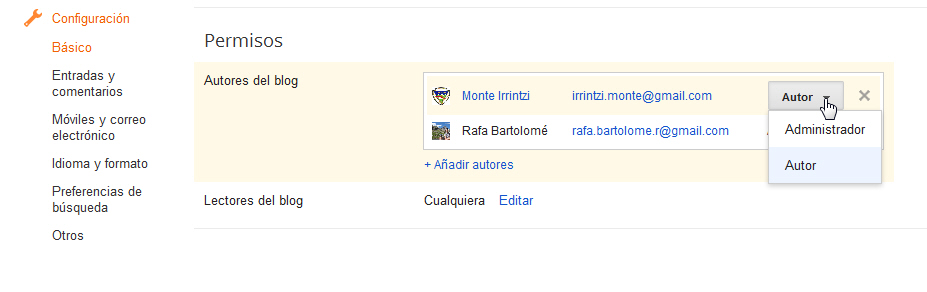 Configuración
Básico
Entradas y
comentarios
Móviles y correo
electrónico
Idioma y formato
Preferencias de
búsqueda
Otros
Permisos
Autores del blog
Monte Irrintzi irrintzi.monte@gmail.com Autor
Rafa Bartolomé rafa.bartolome.r@gmail.com
Administrador
Autor
+ Añadir autores
Lectores del blog Cualquiera Editar